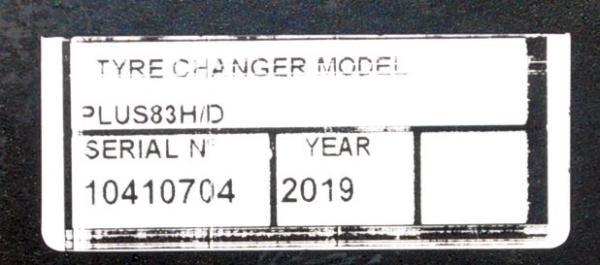 TYRE CHANGER MODEL
PLUS83H/D
SERIAL N° YEAR
10410704 2019